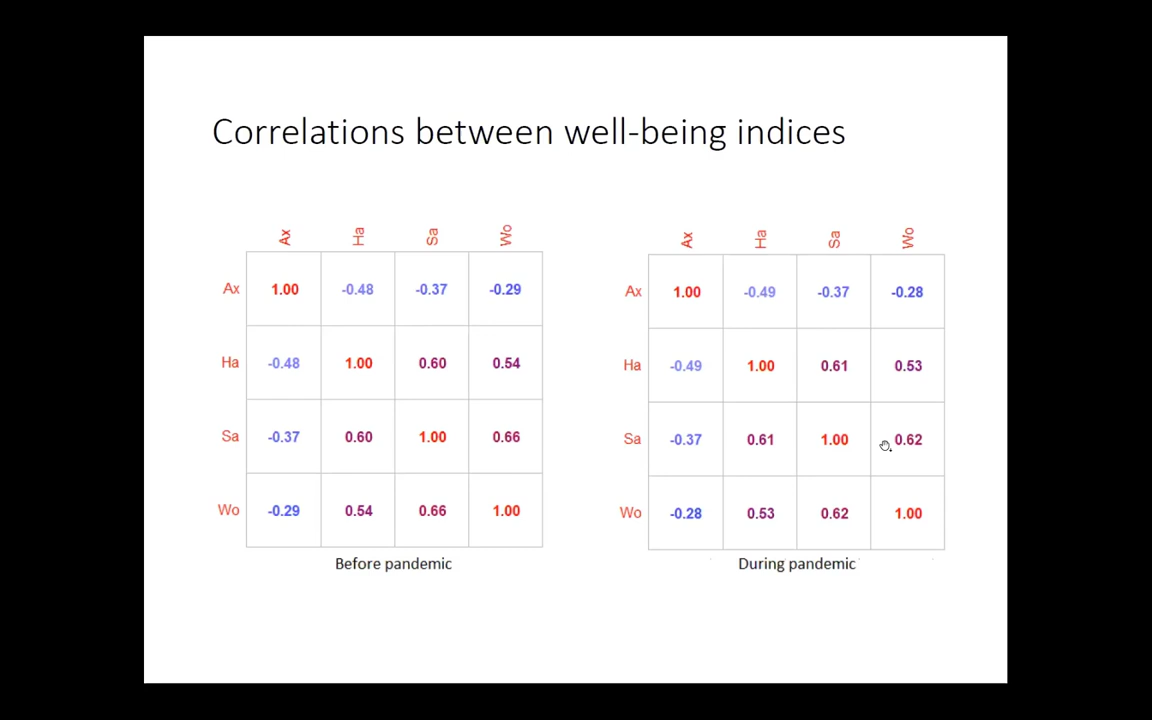 Correlations between well-being indices
Ax Ha Sa Wo
Ax 1.00 -0.48 -0.37 -0.29
Ha -0.48 1.00 0.60 0.54
Sa -0.37 0.60 1.00 0.66
Wo -0.29 0.54 0.66 1.00
Before pandemic
Ax Ha Sa Wo
Ax 1.00 -0.49 -0.37 -0.28
Ha -0.49 1.00 0.61 0.53
Sa -0.37 0.61 1.00 0.62
Wo -0.28 0.53 0.62 1.00
During pandemic